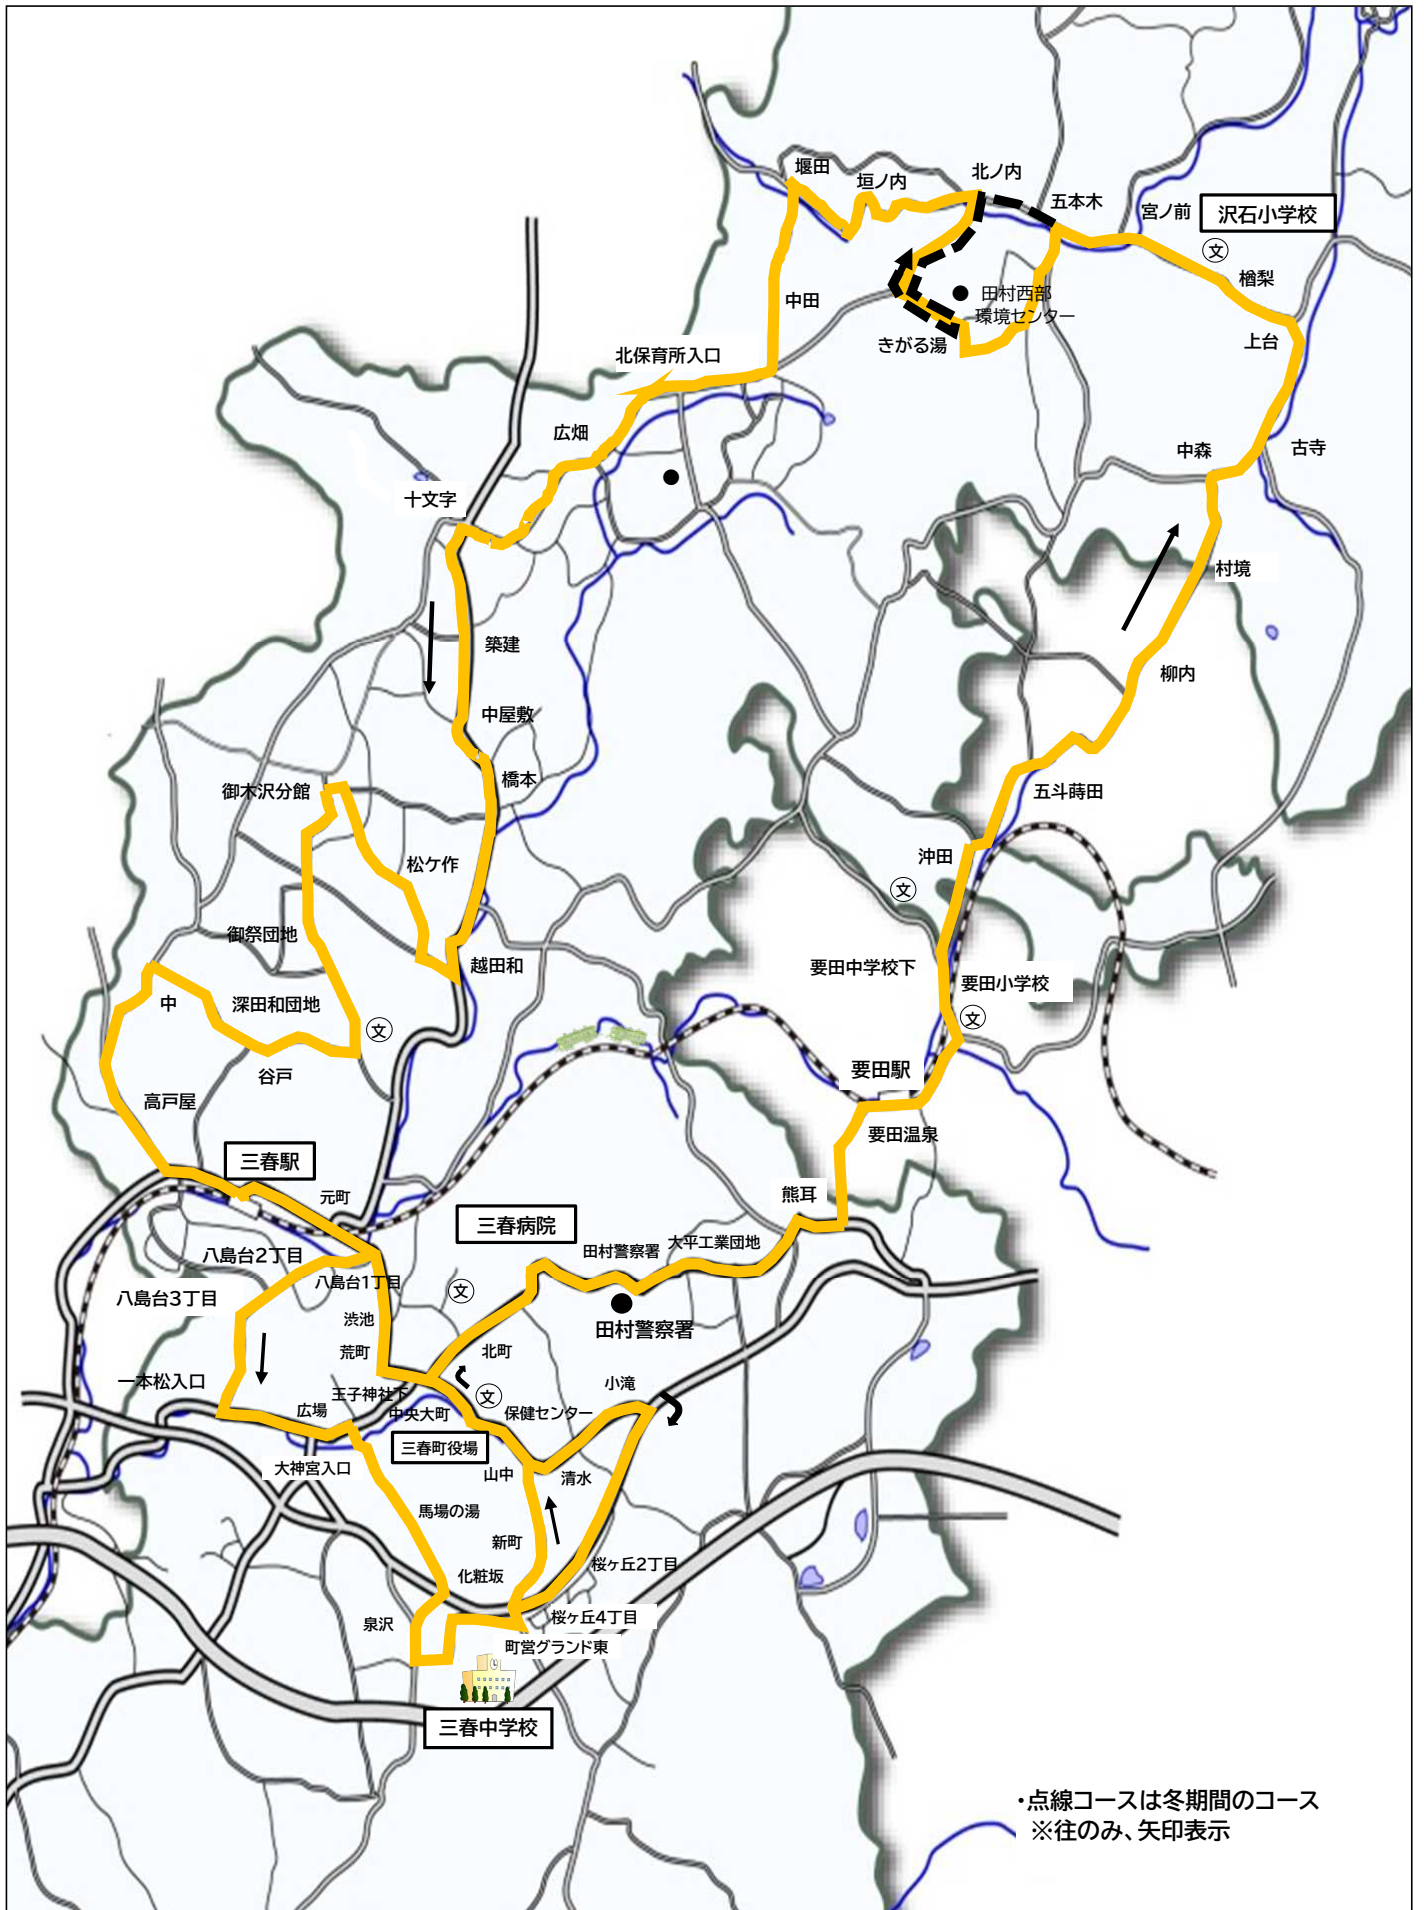 堰田
垣ノ内
北ノ内
五本木
宮ノ前
沢石小学校
文
楢梨
中田
田村西部
環境センター
きがる湯
上台
北保育所入口
広畑
中森
古寺
十文字
村境
築建
柳内
中屋敷
橋本
御木沢分館
五斗蒔田
松ケ作
沖田
文
御祭団地
越田和
要田中学校下
要田小学校
中
深田和団地
文
文
谷戸
要田駅
高戸屋
要田温泉
三春駅
元町
熊耳
三春病院
田村警察署
大平工業団地
八島台2丁目
八島台1丁目
文
八島台3丁目
渋池
田村警察署
荒町
北町
一本松入口
王子神社下
文
小滝
広場
中央大町
保健センター
三春町役場
大神宮入口
山中
清水
馬場の湯
新町
化粧坂
桜ヶ丘2丁目
泉沢
桜ヶ丘4丁目
町営グランド東
三春中学校
・点線コースは冬期間のコース
※往のみ、矢印表示